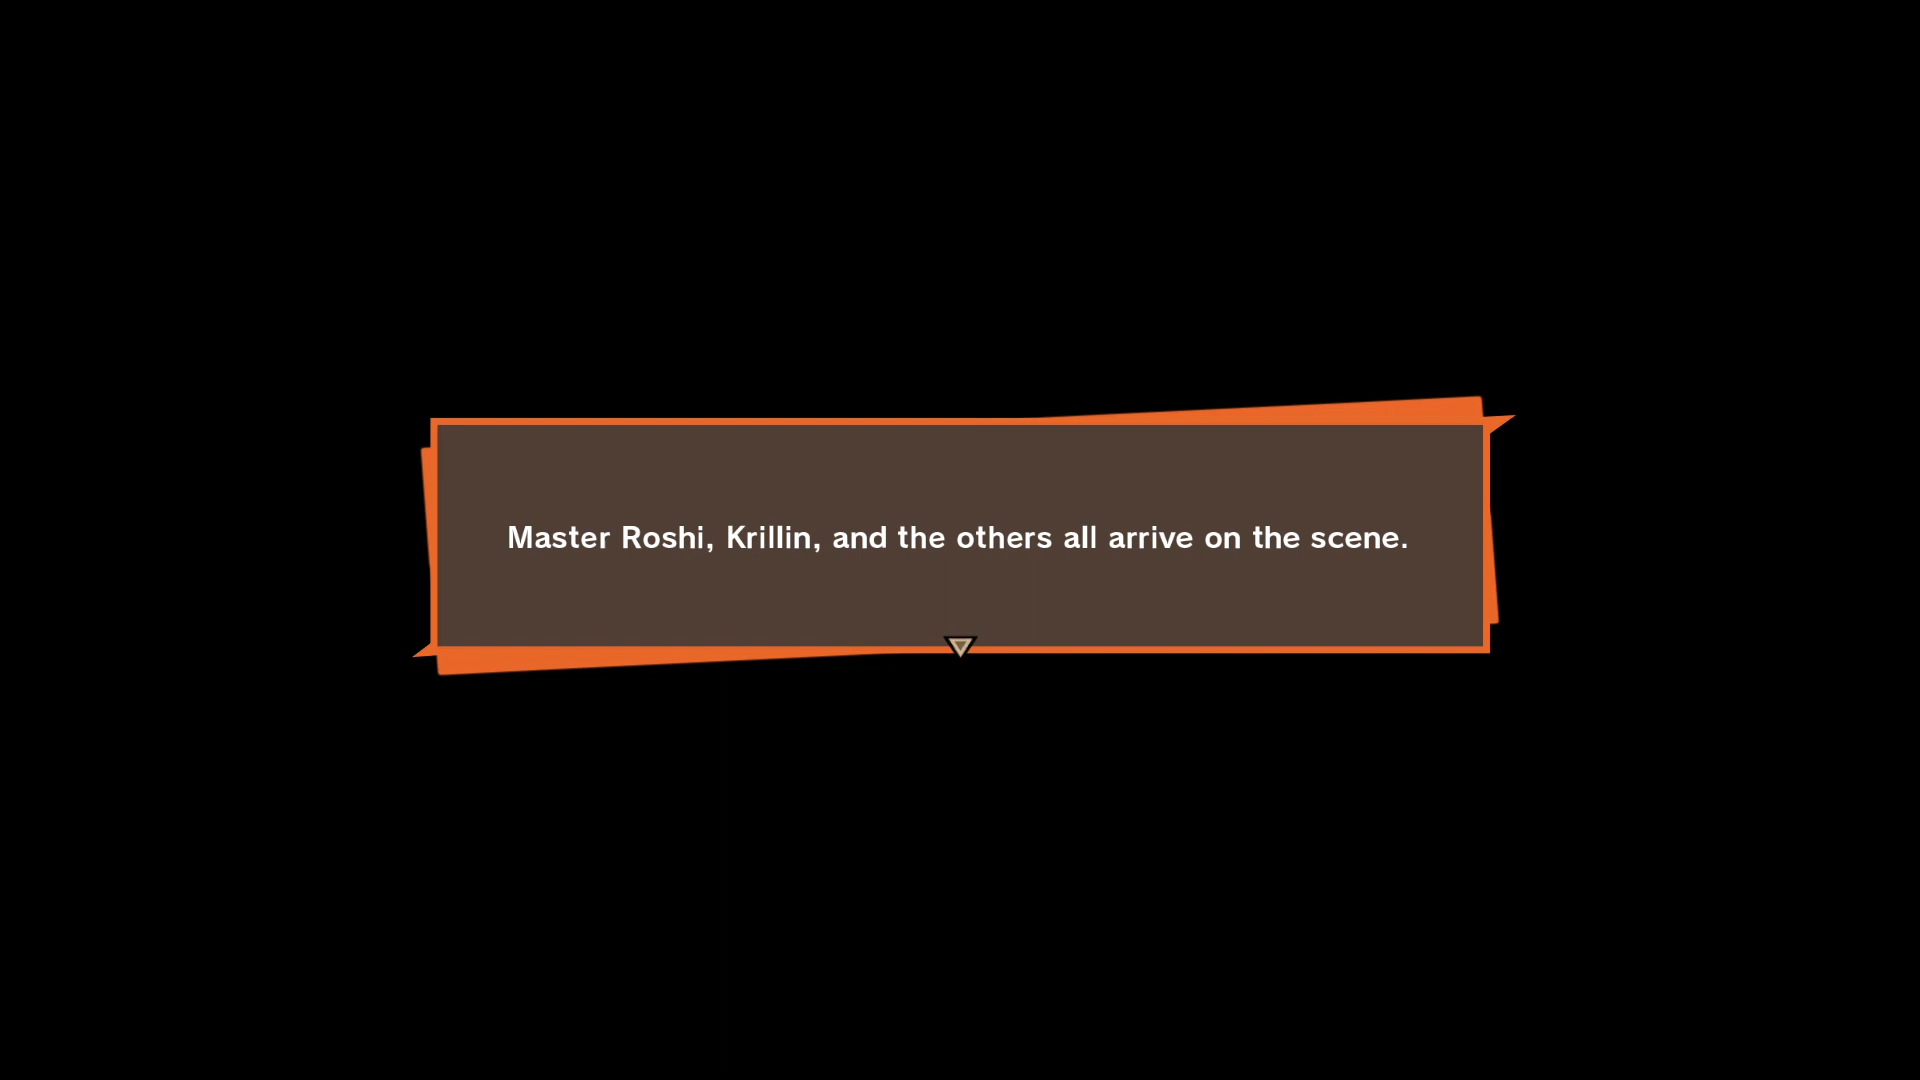 Master Roshi, Krillin, and the others all arrive on the scene.